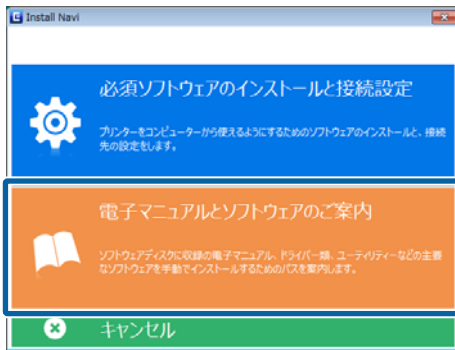 Install Navi
必須ソフトウェアのインストールと接続設定
プリンターをコンピューターから使えるようにするためのソフトウェアのインストールと、接続
先の設定をします。
電子マニュアルとソフトウェアのご案内
ソフトウェアディスクに収録の電子マニュアル、ドライバー類、ユーティリティーなどの主要
なソフトウェアを手動でインストールするためのパスを案内します。
キャンセル